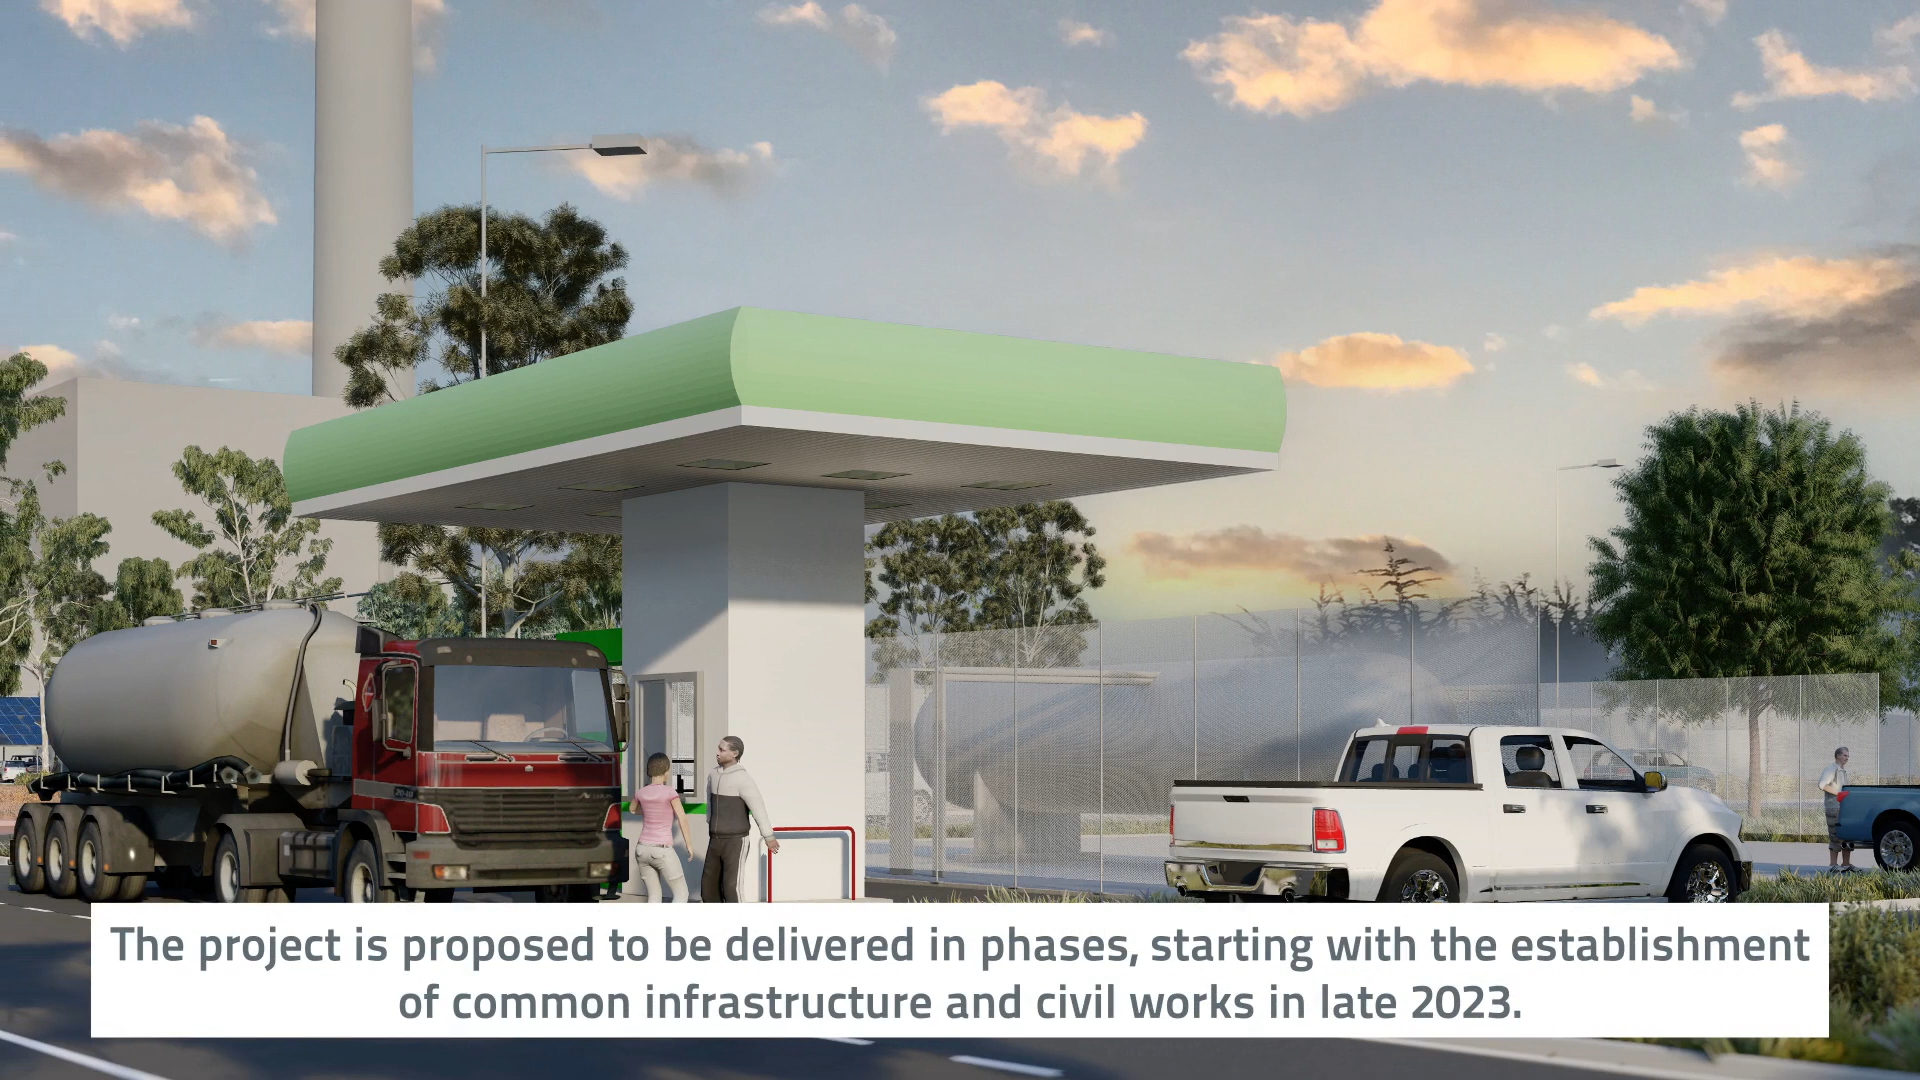 The project is proposed to be delivered in phases, starting with the establishment
of common infrastructure and civil works in late 2023.